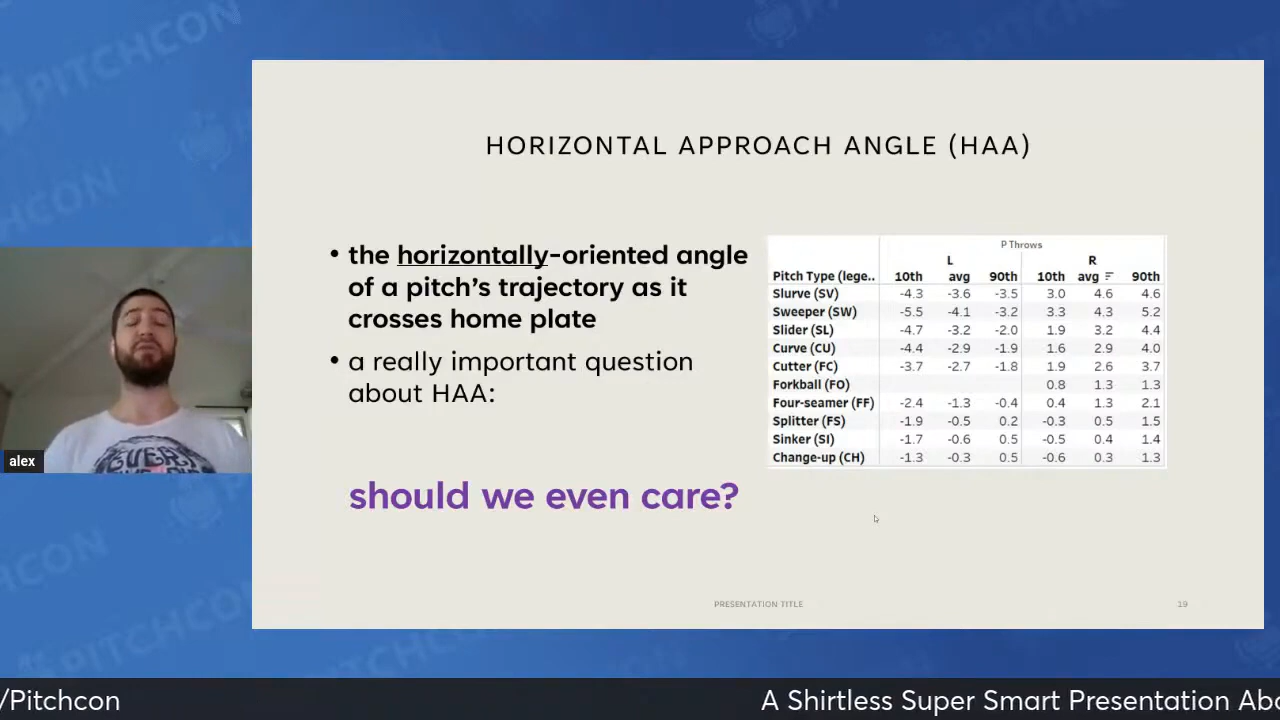 HORIZONTAL APPROACH ANGLE (HAA)
• the horizontally-oriented angle
of a pitch's trajectory as it
crosses home plate
• a really important question
about HAA:
should we even care?
P Throws
L R
Pitch Type (lege.. 10th avg 90th 10th avg 90th
Slurve (SV) -4.3 -3.6 -3.5 3.0 4.6 4.6
Sweeper (SW) -5.5 -4.1 -3.2 3.3 4.3 5.2
Slider (SL) -4.7 -3.2 -2.0 1.9 3.2 4.4
Curve (CU) -4.4 -2.9 -1.9 1.6 2.9 4.0
Cutter (FC) -3.7 -2.7 -1.8 1.9 2.6 3.7
Forkball (FO) 0.8 1.3 1.3
Four-seamer (FF) -2.4 -1.3 -0.4 0.4 1.3 2.1
Splitter (FS) -1.9 -0.5 0.2 -0.3 0.5 1.5
Sinker (SI) -1.7 -0.6 0.5 -0.5 0.4 1.4
Change-up (CH) -1.3 -0.3 0.5 -0.6 0.3 1.3
PRESENTATION TITLE 19
alex
/Pitchcon A Shirtless Super Smart Presentation Abo
PITCHCON
PITCHCON
PITCHCON